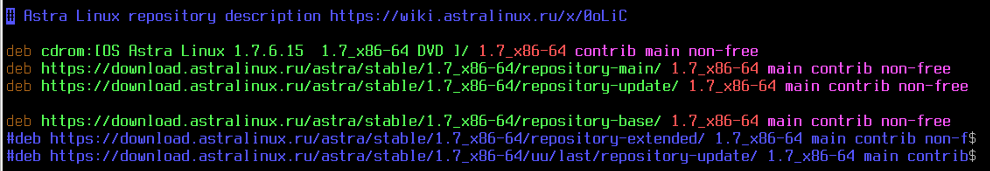 # Astra Linux repository description https://wiki.astralinux.ru/x/0oLiC
deb cdrom:[OS Astra Linux 1.7.6.15 1.7_x86-64 DVD ]/ 1.7_x86-64 contrib main non-free
deb https://download.astralinux.ru/astra/stable/1.7_x86-64/repository-main/ 1.7_x86-64 main contrib non-free
deb https://download.astralinux.ru/astra/stable/1.7_x86-64/repository-update/ 1.7_x86-64 main contrib non-free
deb https://download.astralinux.ru/astra/stable/1.7_x86-64/repository-base/ 1.7_x86-64 main contrib non-free
#deb https://download.astralinux.ru/astra/stable/1.7_x86-64/repository-extended/ 1.7_x86-64 main contrib non-f$
#deb https://download.astralinux.ru/astra/stable/1.7_x86-64/uu/last/repository-update/ 1.7_x86-64 main contrib$